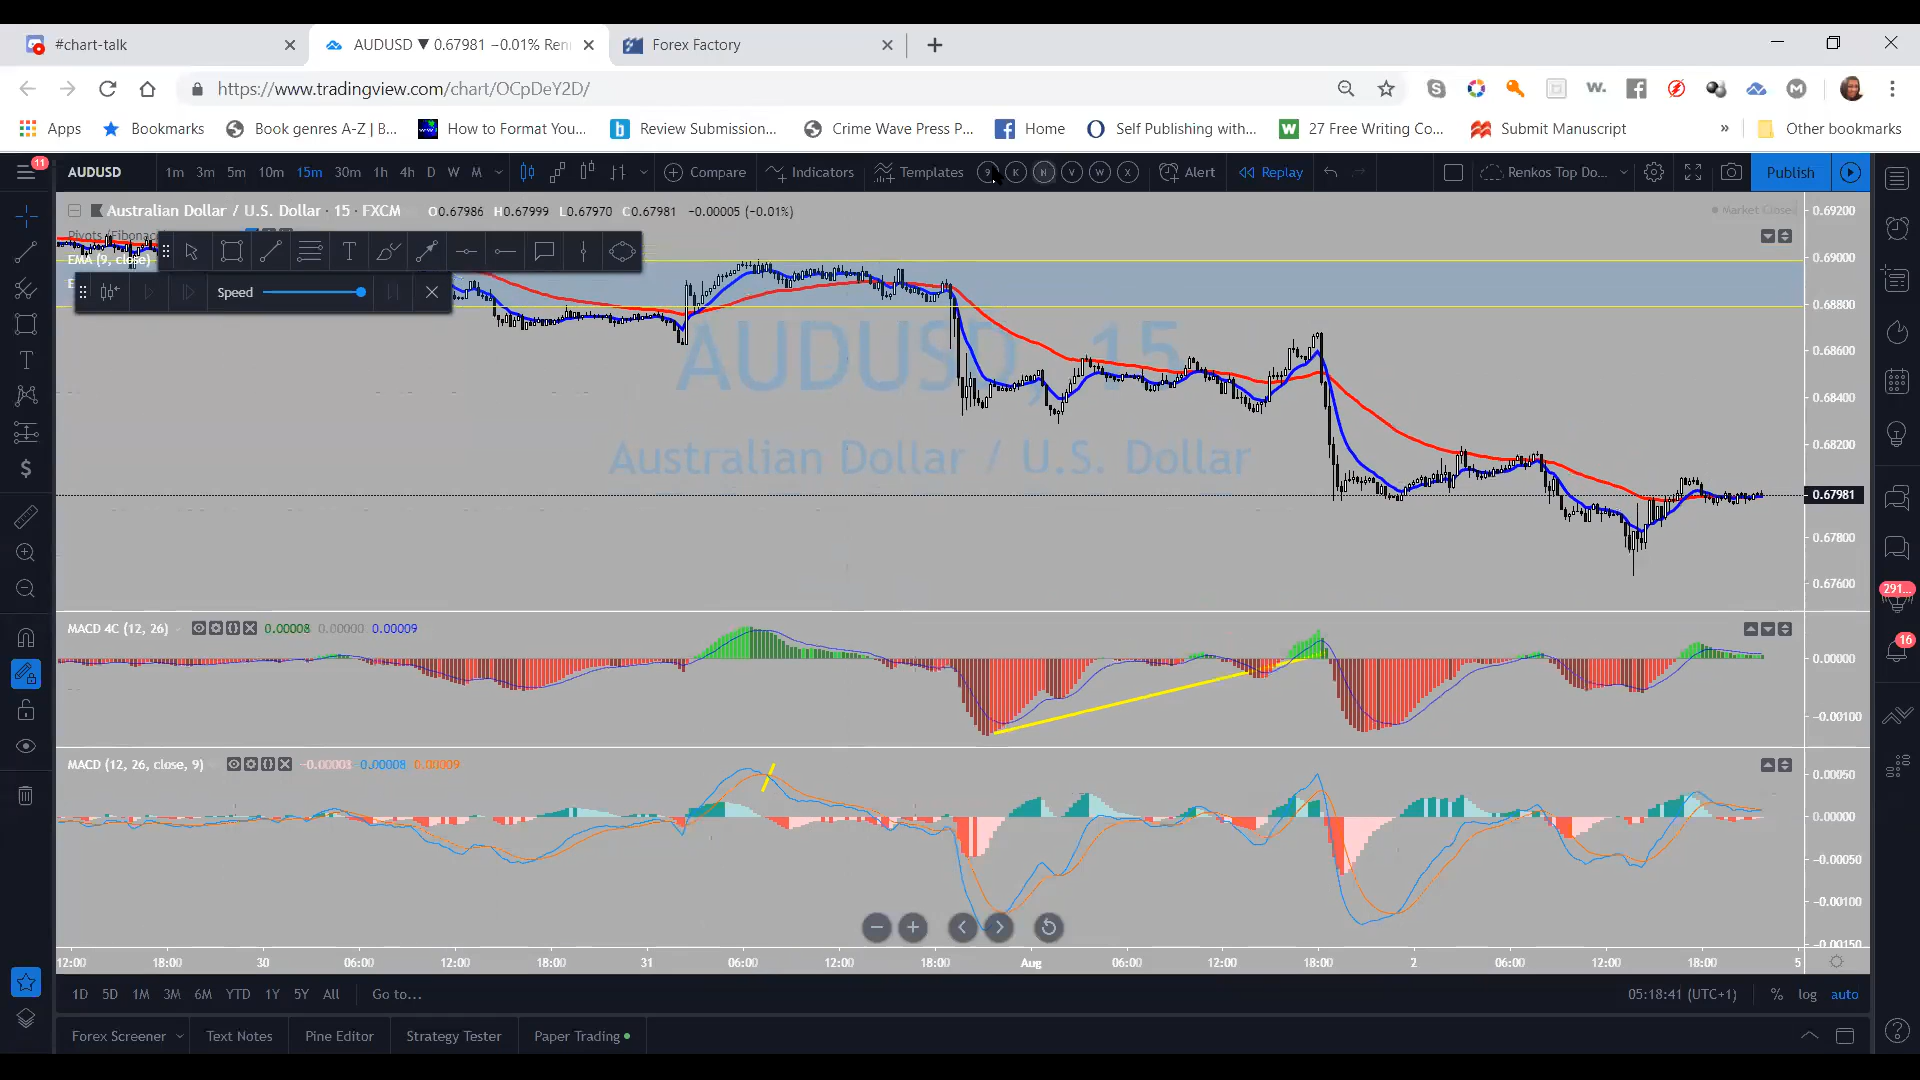 #chart-talk
AUDUSD ▼ 0.67981 −0.01% Ren
Forex Factory
https://www.tradingview.com/chart/OCpDeY2D/
Apps
Bookmarks
Book genres A-Z | B...
How to Format You...
Review Submission...
Crime Wave Press P...
Home
Self Publishing with...
27 Free Writing Co...
Submit Manuscript
»
Other bookmarks
11
AUDUSD
1m 3m 5m 10m 15m 30m 1h 4h D W M
Compare
Indicators
Templates
9 K N V W X
Alert
Replay
Renkos Top Do...
Publish
Australian Dollar / U.S. Dollar · 15 · FXCM O0.67986 H0.67999 L0.67970 C0.67981 −0.00005 (−0.01%)
Market Closed
EMA (9, close)
Speed
AUDUSD, 15
Australian Dollar / U.S. Dollar
0.69200
0.69000
0.68800
0.68600
0.68400
0.68200
0.67981
0.67800
0.67600
MACD 4C (12, 26) 0.00008 0.00000 0.00009
0.00000
−0.00100
MACD (12, 26, close, 9) −0.00008 0.00008 0.00009
0.00050
0.00000
−0.00050
−0.00100
−0.00150
291...
16
12:00 18:00 30 06:00 12:00 18:00 31 06:00 12:00 18:00 Aug 06:00 12:00 18:00 2 06:00 12:00 18:00 5
1D 5D 1M 3M 6M YTD 1Y 5Y All Go to...
05:18:41 (UTC+1) % log auto
Forex Screener
Text Notes
Pine Editor
Strategy Tester
Paper Trading